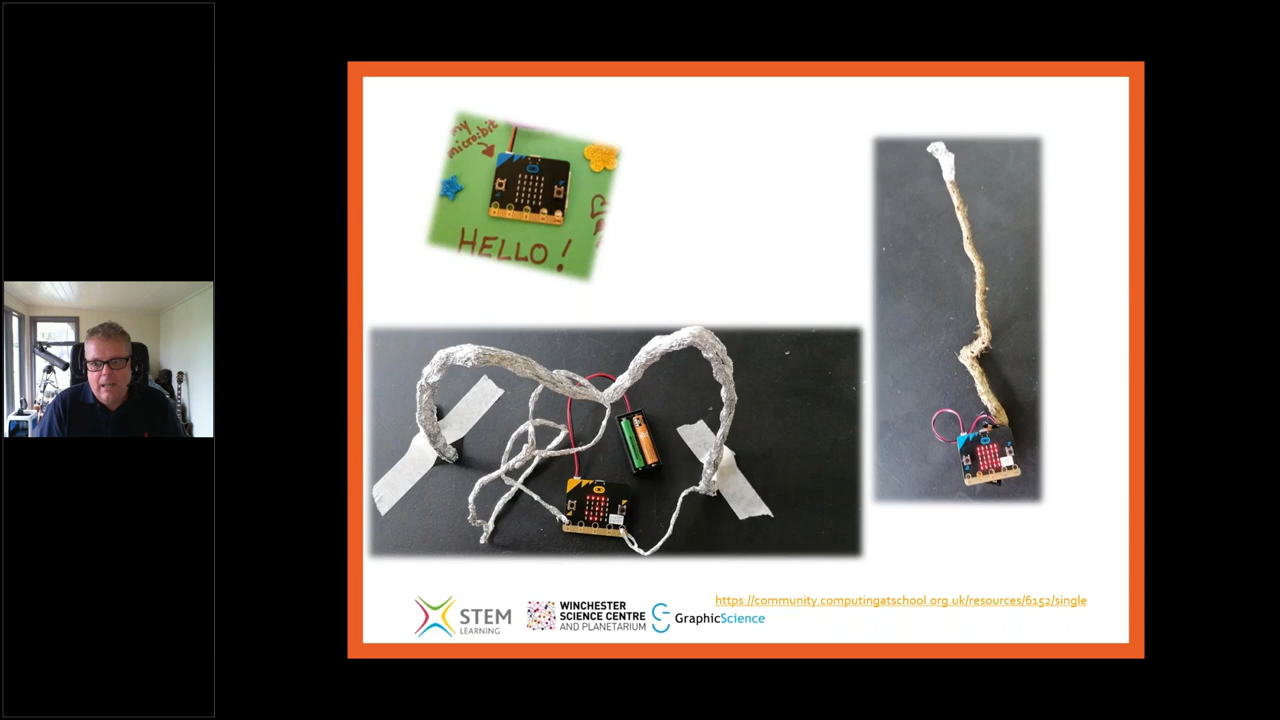 my
micro:bit
HELLO!
https://community.computingatschool.org.uk/resources/6152/single
STEM
LEARNING
WINCHESTER
SCIENCE CENTRE
AND PLANETARIUM
GraphicScience